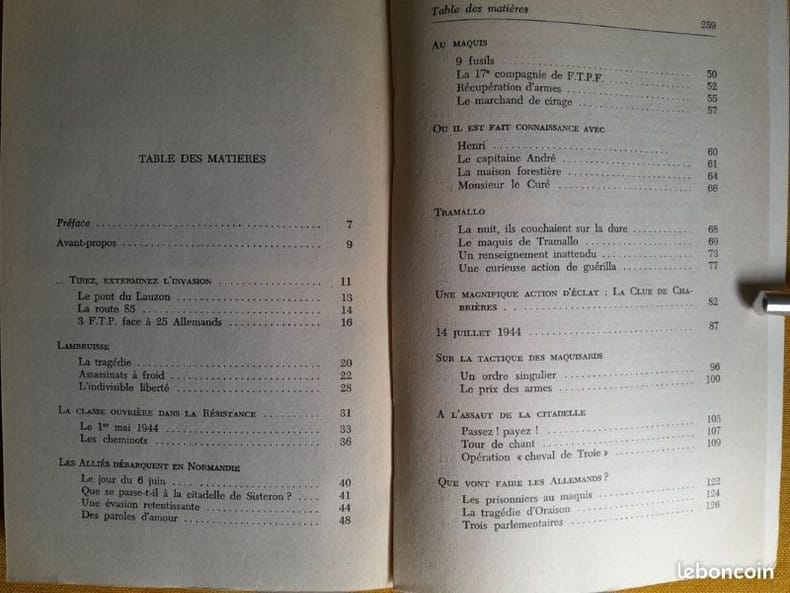 TABLE DES MATIERES
Préface 7
Avant-propos 9
... Tirez, exterminez l'invasion 11
Le pont du Lauzon 13
La route 85 14
3 F.T.P. face à 25 Allemands 16
Lambruisse
La tragédie 20
Assassinats à froid 22
L'indivisible liberté 28
La classe ouvrière dans la Résistance 31
Le 1er mai 1944 33
Les cheminots 36
Les Alliés débarquent en Normandie
Le jour du 6 juin 40
Que se passe-t-il à la citadelle de Sisteron ? 41
Une évasion retentissante 44
Des paroles d'amour 48
Table des matières 259
Au maquis
9 fusils 50
La 17e compagnie de F.T.P.F. 52
Récupération d'armes 55
Le marchand de cirage 57
Ou il est fait connaissance avec
Henri 60
Le capitaine André 61
La maison forestière 64
Monsieur le Curé 66
Tramallo
La nuit, ils couchaient sur la dure 68
Le maquis de Tramallo 69
Un renseignement inattendu 73
Une curieuse action de guérilla 77
Une magnifique action d'éclat : La Clue de Cha-
brières 82
14 juillet 1944 87
Sur la tactique des maquisards
Un ordre singulier 96
Le prix des armes 100
A l'assaut de la citadelle
Passez ! payez ! 103
Tour de chant 107
Opération « cheval de Troie » 109
Que vont faire les Allemands ?
Les prisonniers au maquis 122
La tragédie d'Oraison 124
Trois parlementaires 126
leboncoin